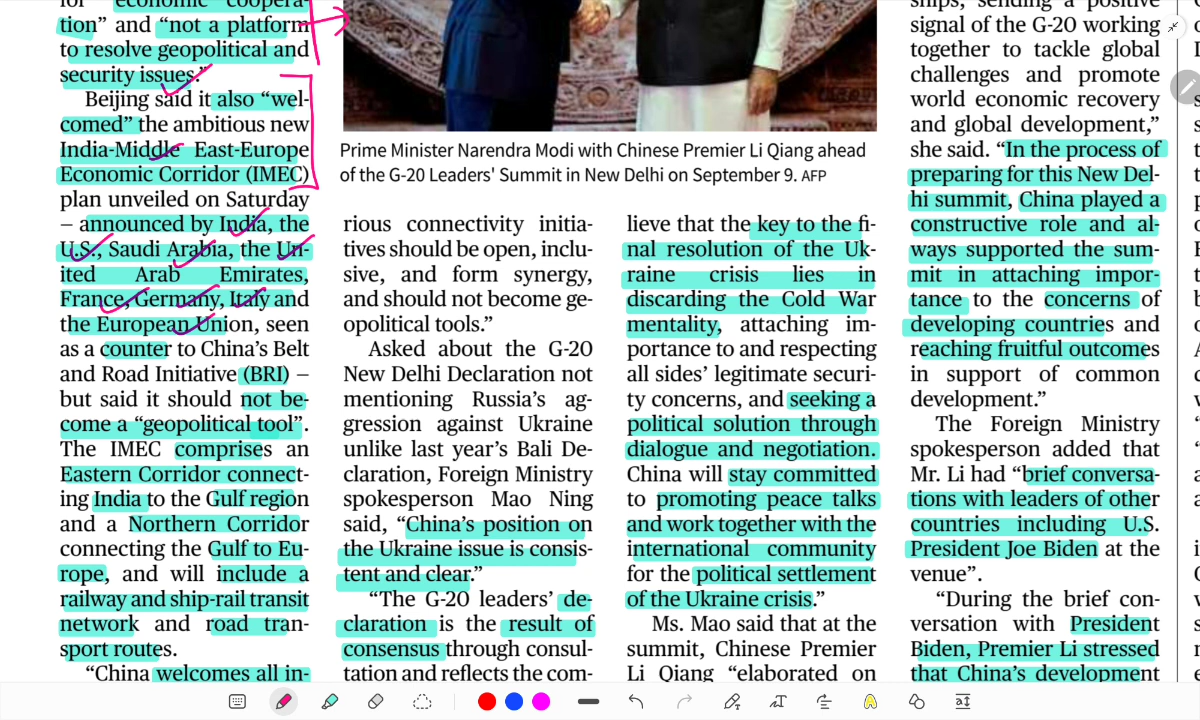 for “economic coopera-
tion” and “not a platform
to resolve geopolitical and
security issues.”
Beijing said it also “wel-
comed” the ambitious new
India-Middle East-Europe
Economic Corridor (IMEC)
plan unveiled on Saturday
– announced by India, the
U.S., Saudi Arabia, the Un-
ited Arab Emirates,
France, Germany, Italy and
the European Union, seen
as a counter to China’s Belt
and Road Initiative (BRI) –
but said it should not be-
come a “geopolitical tool”.
The IMEC comprises an
Eastern Corridor connect-
ing India to the Gulf region
and a Northern Corridor
connecting the Gulf to Eu-
rope, and will include a
railway and ship-rail transit
network and road tran-
sport routes.
“China welcomes all in-
Prime Minister Narendra Modi with Chinese Premier Li Qiang ahead
of the G-20 Leaders' Summit in New Delhi on September 9. AFP
rious connectivity initia-
tives should be open, inclu-
sive, and form synergy,
and should not become ge-
opolitical tools.”
Asked about the G-20
New Delhi Declaration not
mentioning Russia’s ag-
gression against Ukraine
unlike last year’s Bali De-
claration, Foreign Ministry
spokesperson Mao Ning
said, “China’s position on
the Ukraine issue is consis-
tent and clear.”
“The G-20 leaders’ de-
claration is the result of
consensus through consul-
tation and reflects the com-
lieve that the key to the fi-
nal resolution of the Uk-
raine crisis lies in
discarding the Cold War
mentality, attaching im-
portance to and respecting
all sides’ legitimate securi-
ty concerns, and seeking a
political solution through
dialogue and negotiation.
China will stay committed
to promoting peace talks
and work together with the
international community
for the political settlement
of the Ukraine crisis.”
Ms. Mao said that at the
summit, Chinese Premier
Li Qiang “elaborated on
ships, sending a positive
signal of the G-20 working
together to tackle global
challenges and promote
world economic recovery
and global development,”
she said. “In the process of
preparing for this New Del-
hi summit, China played a
constructive role and al-
ways supported the sum-
mit in attaching impor-
tance to the concerns of
developing countries and
reaching fruitful outcomes
in support of common
development.”
The Foreign Ministry
spokesperson added that
Mr. Li had “brief conversa-
tions with leaders of other
countries including U.S.
President Joe Biden at the
venue”.
“During the brief con-
versation with President
Biden, Premier Li stressed
that China’s development